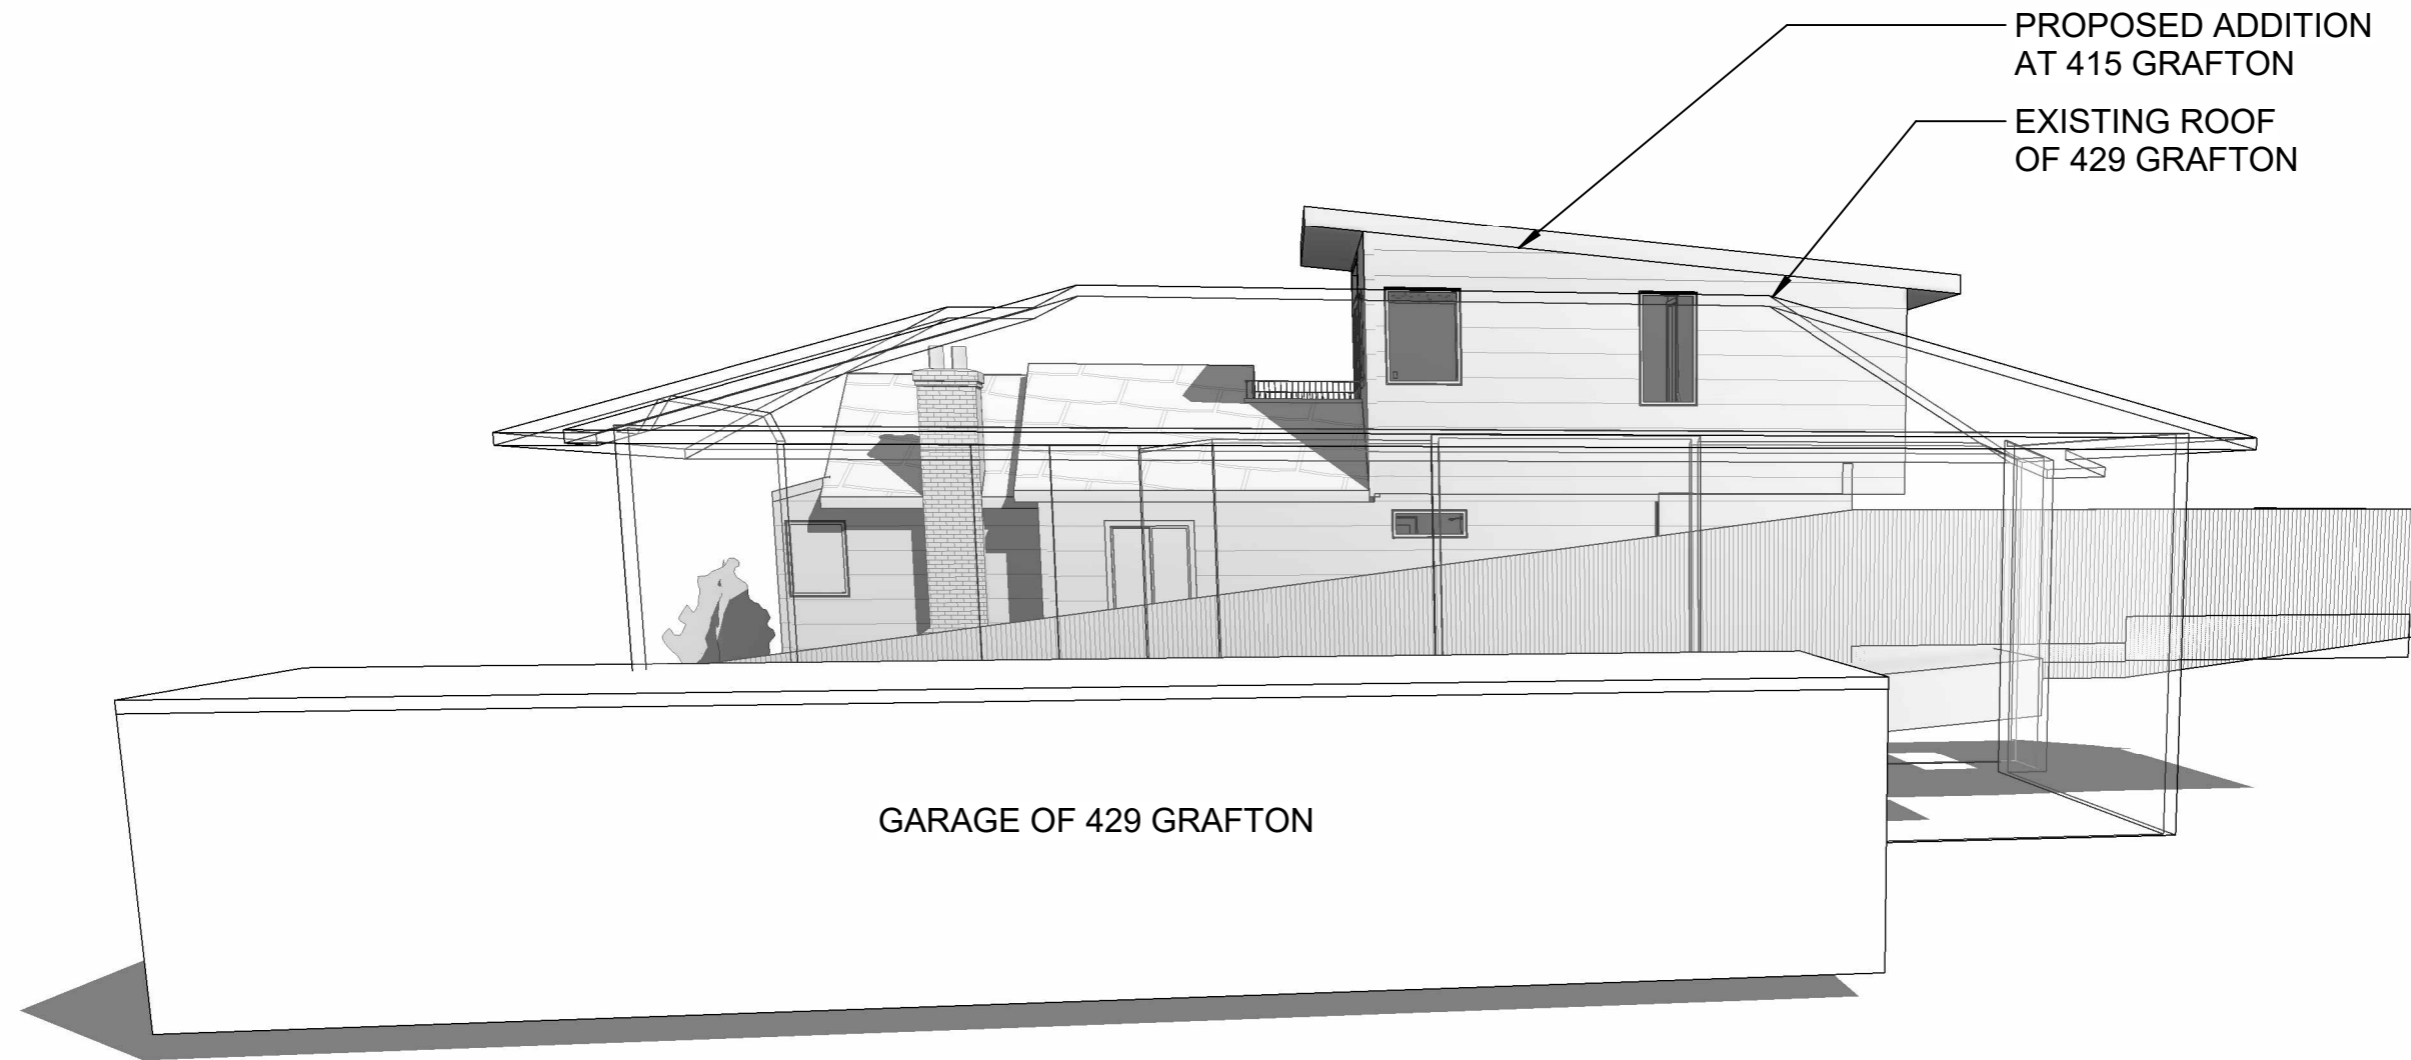 PROPOSED ADDITION
AT 415 GRAFTON
EXISTING ROOF
OF 429 GRAFTON
GARAGE OF 429 GRAFTON